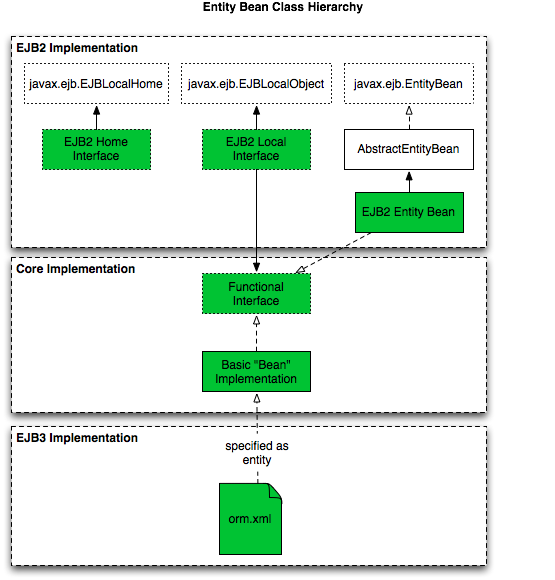 Entity Bean Class Hierarchy
EJB2 Implementation
javax.ejb.EJBLocalHome
javax.ejb.EJBLocalObject
javax.ejb.EntityBean
EJB2 Home
Interface
EJB2 Local
Interface
AbstractEntityBean
EJB2 Entity Bean
Core Implementation
Functional
Interface
Basic "Bean"
Implementation
EJB3 Implementation
specified as
entity
orm.xml